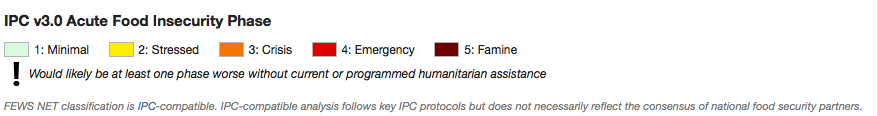 IPC v3.0 Acute Food Insecurity Phase
1: Minimal 2: Stressed 3: Crisis 4: Emergency 5: Famine
! Would likely be at least one phase worse without current or programmed humanitarian assistance
FEWS NET classification is IPC-compatible. IPC-compatible analysis follows key IPC protocols but does not necessarily reflect the consensus of national food security partners.